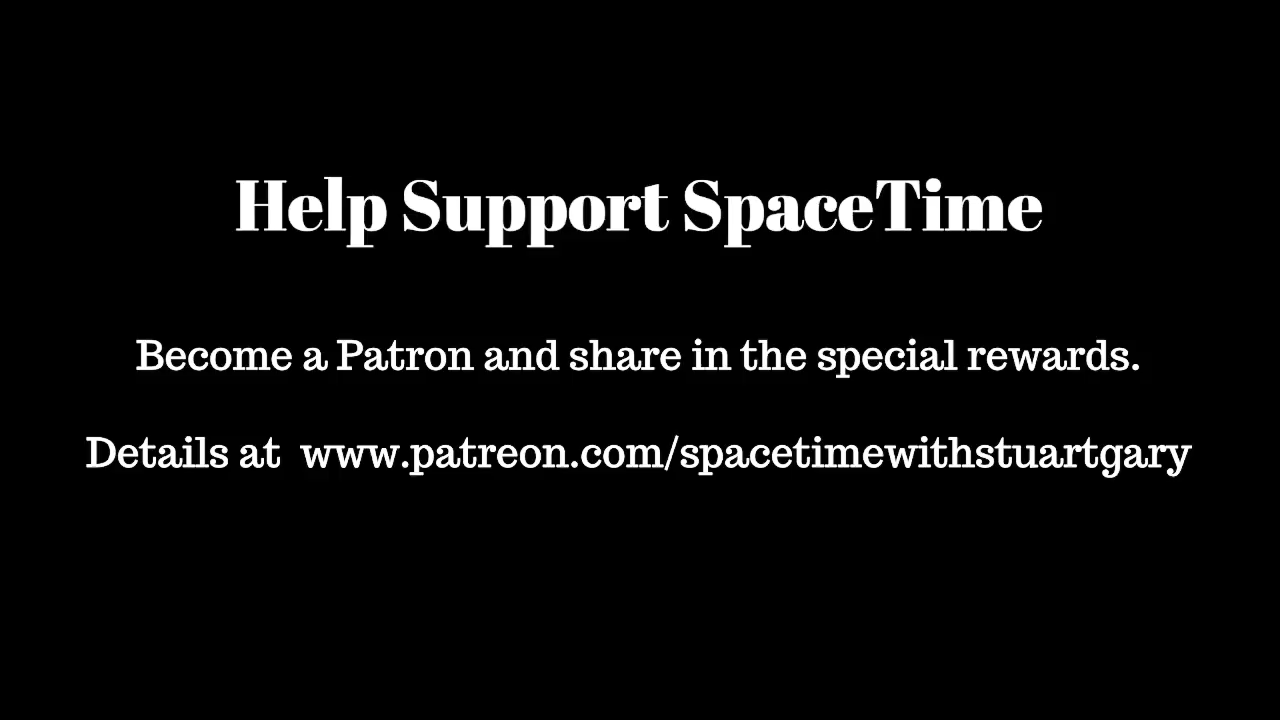 Help Support SpaceTime
Become a Patron and share in the special rewards.
Details at  www.patreon.com/spacetimewithstuartgary